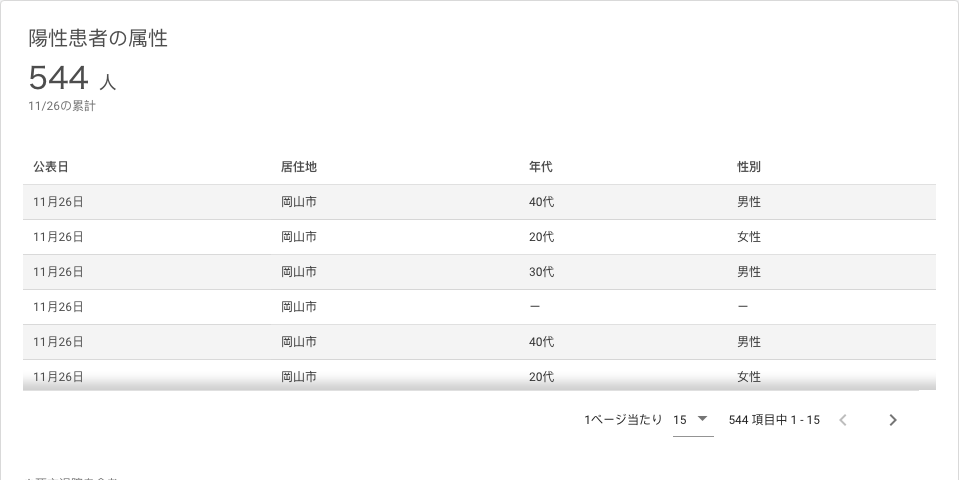 陽性患者の属性
544 人
11/26の累計
公表日 居住地 年代 性別
11月26日 岡山市 40代 男性
11月26日 岡山市 20代 女性
11月26日 岡山市 30代 男性
11月26日 岡山市 ー ー
11月26日 岡山市 40代 男性
11月26日 岡山市 20代 女性
1ページ当たり 15 544 項目中 1 - 15